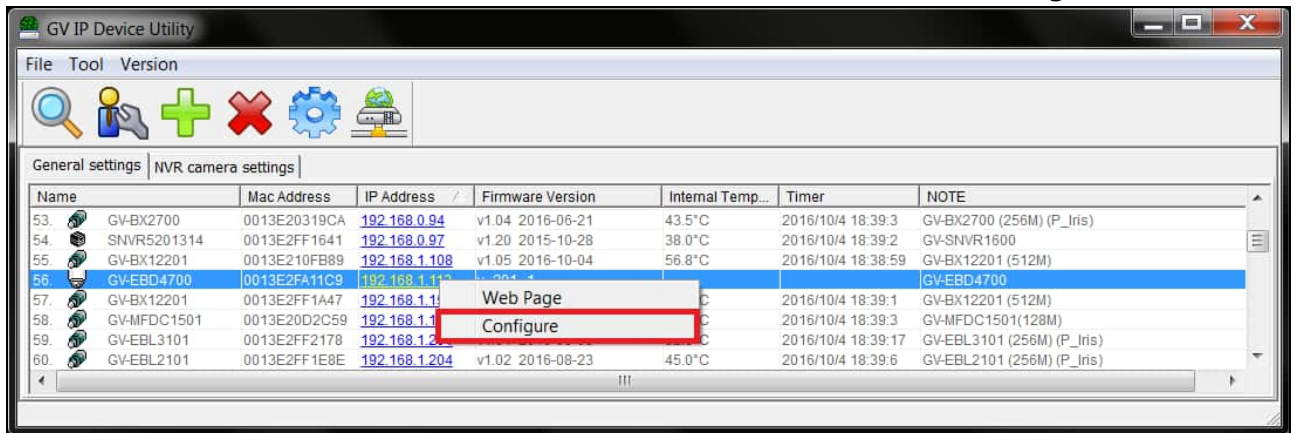 GV IP Device Utility
File Tool Version
General settings NVR camera settings
Name Mac Address IP Address Firmware Version Internal Temp... Timer NOTE
53. GV-BX2700 0013E20319CA 192.168.0.94 v1.04 2016-06-21 43.5°C 2016/10/4 18:39:3 GV-BX2700 (256M) (P_Iris)
54. SNVR5201314 0013E2FF1641 192.168.0.97 v1.20 2015-10-28 38.0°C 2016/10/4 18:39:2 GV-SNVR1600
55. GV-BX12201 0013E210FB89 192.168.1.108 v1.05 2016-10-04 56.8°C 2016/10/4 18:38:59 GV-BX12201 (512M)
56. GV-EBD4700 0013E2FA11C9 GV-EBD4700
Web Page
57. GV-BX12201 0013E2FF1A47 2016/10/4 18:39:1 GV-BX12201 (512M)
58. GV-MFDC1501 0013E20D2C59 2016/10/4 18:39:3 GV-MFDC1501(128M)
Configure
59. GV-EBL3101 0013E2FF2178 2016/10/4 18:39:17 GV-EBL3101 (256M) (P_Iris)
60. GV-EBL2101 0013E2FF1E8E 192.168.1.204 v1.02 2016-08-23 45.0°C 2016/10/4 18:39:6 GV-EBL2101 (256M) (P_Iris)